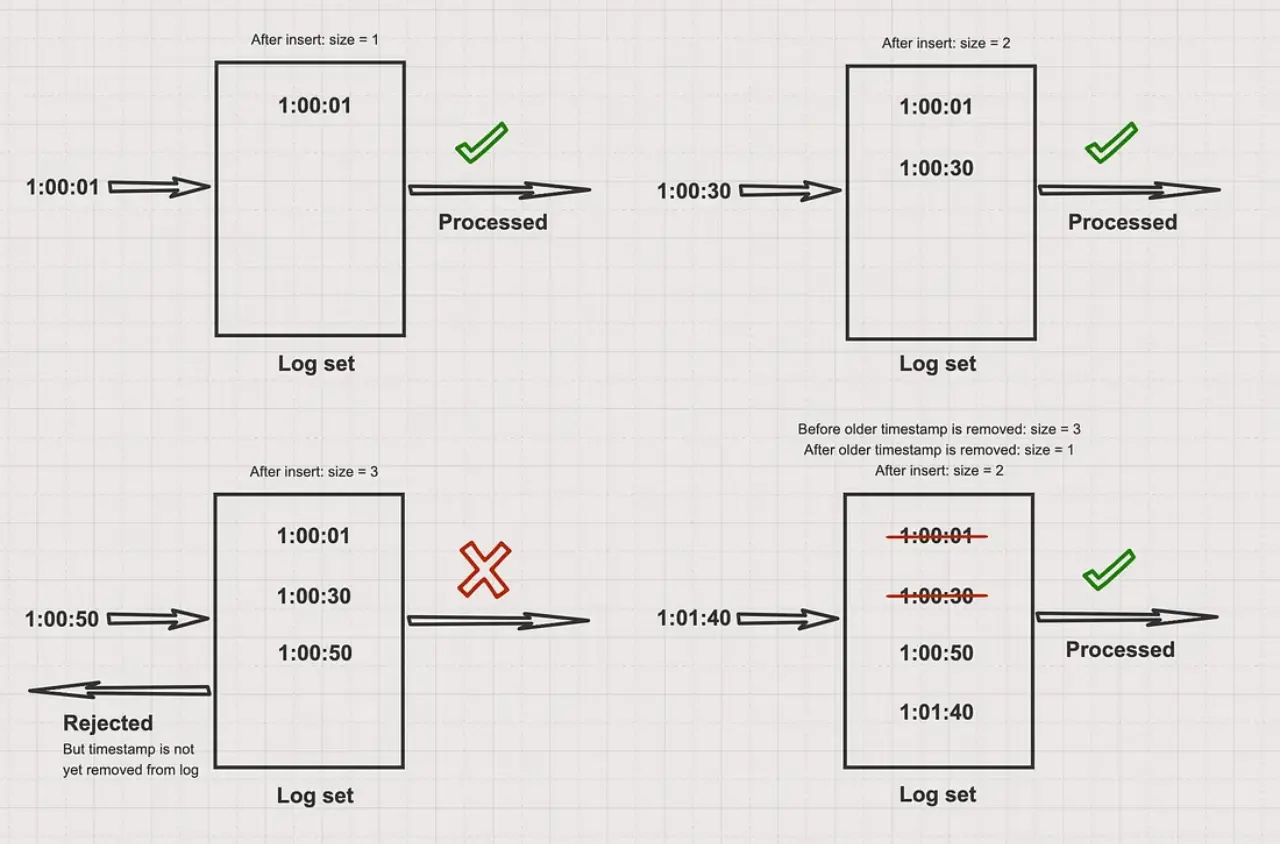 After insert: size = 1
1:00:01
1:00:01
Processed
Log set
After insert: size = 2
1:00:01
1:00:30
1:00:30
Processed
Log set
After insert: size = 3
1:00:01
1:00:30
1:00:50
1:00:50
Rejected
But timestamp is not
yet removed from log
Log set
Before older timestamp is removed: size = 3
After older timestamp is removed: size = 1
After insert: size = 2
1:00:01
1:00:30
1:01:40
1:00:50
Processed
1:01:40
Log set